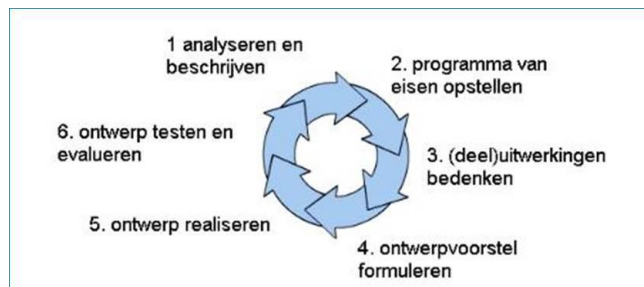 1 analyseren en
beschrijven
2. programma van
eisen opstellen
3. (deel)uitwerkingen
bedenken
4. ontwerpvoorstel
formuleren
5. ontwerp realiseren
6. ontwerp testen en
evalueren